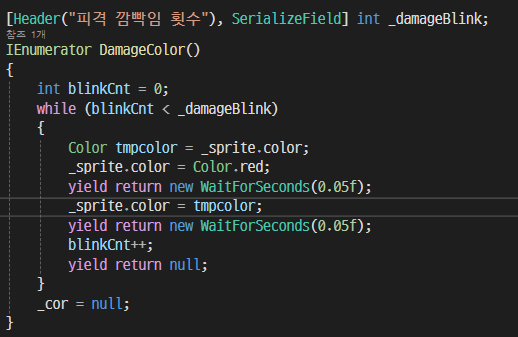 [Header("피격 깜빡임 횟수"), SerializeField] int _damageBlink;
참조 1개
IEnumerator DamageColor()
{
int blinkCnt = 0;
while (blinkCnt < _damageBlink)
{
Color tmpcolor = _sprite.color;
_sprite.color = Color.red;
yield return new WaitForSeconds(0.05f);
_sprite.color = tmpcolor;
yield return new WaitForSeconds(0.05f);
blinkCnt++;
yield return null;
}
_cor = null;
}